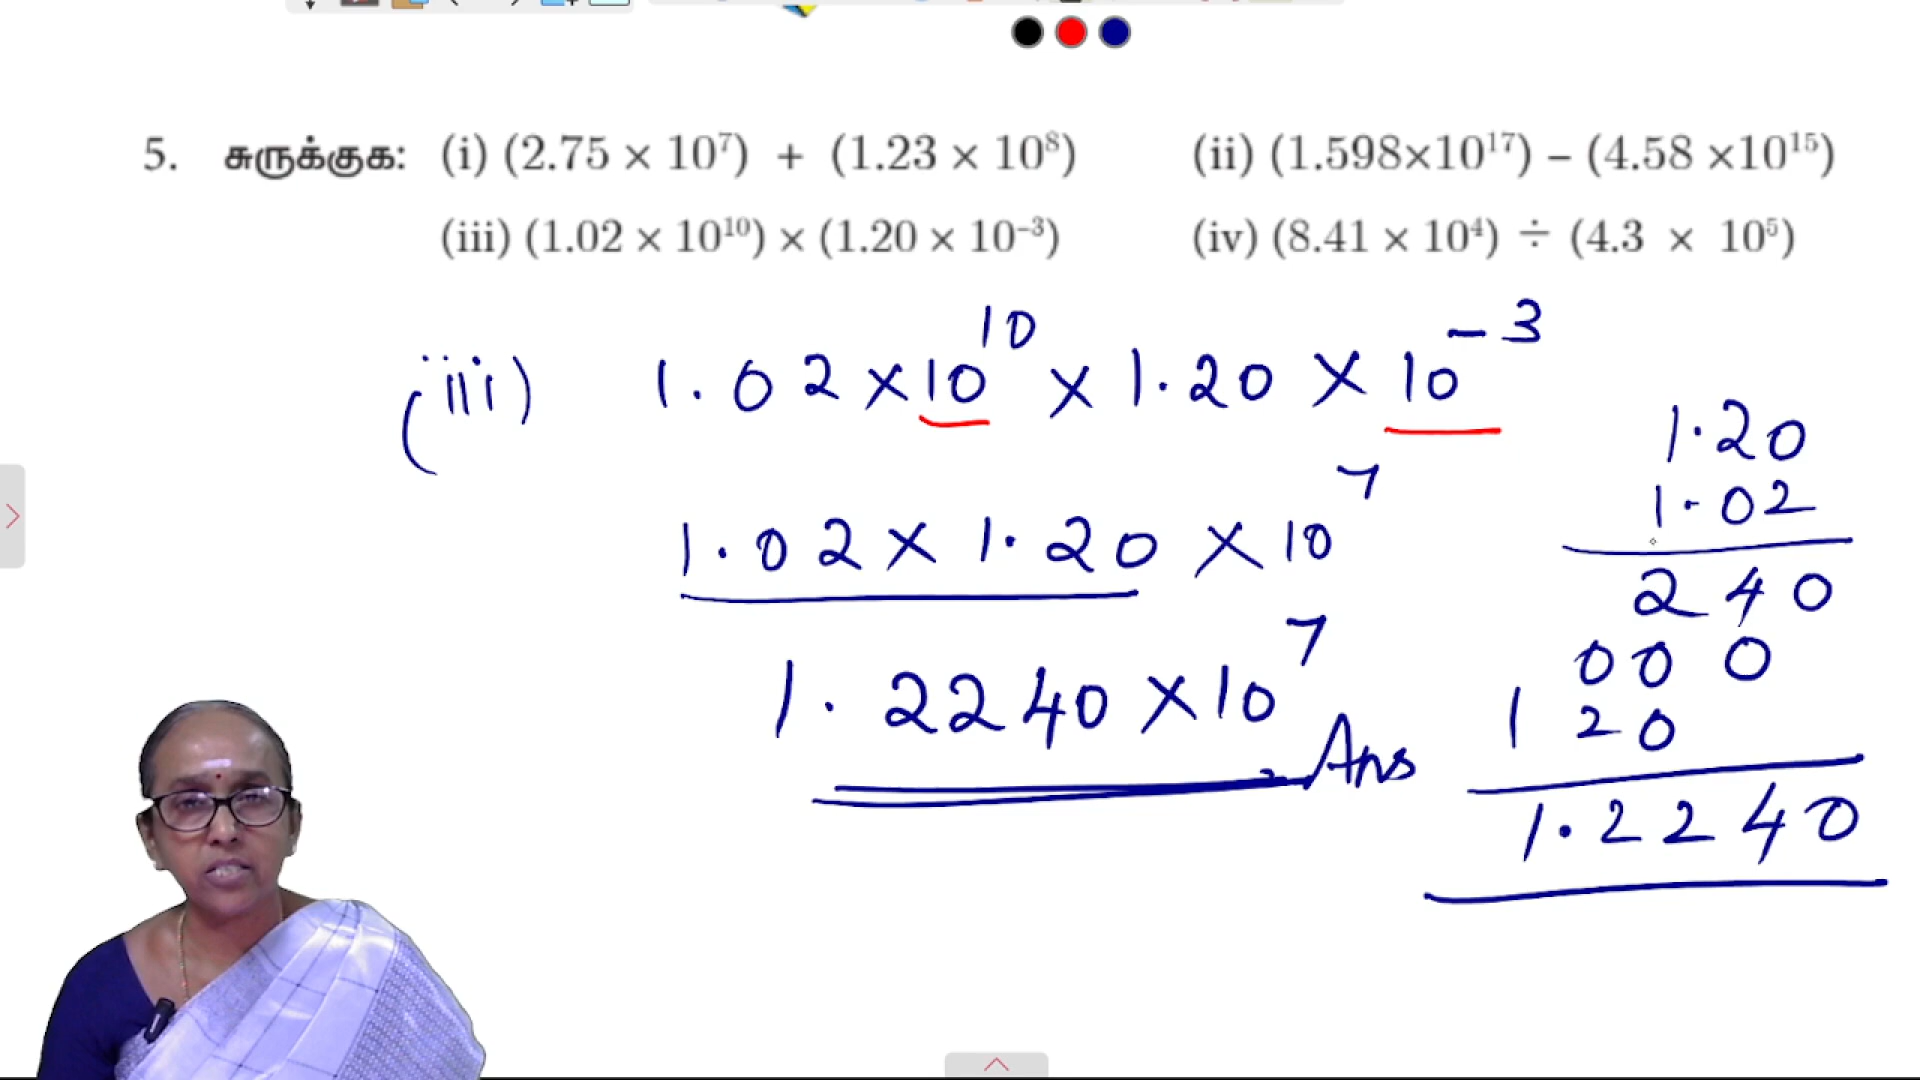 5. சுருக்குக: (i) (2.75 × 10⁷) + (1.23 × 10⁸) (ii) (1.598×10¹⁷) – (4.58 ×10¹⁵)
(iii) (1.02 × 10¹⁰) × (1.20 × 10⁻³) (iv) (8.41 × 10⁴) ÷ (4.3 × 10⁵)
(iii) 1.02 × 10¹⁰ × 1.20 × 10⁻³
1.02 × 1.20 × 10⁷
1.2240 × 10⁷
Ans
1.20
1.02
240
000
120
1.2240